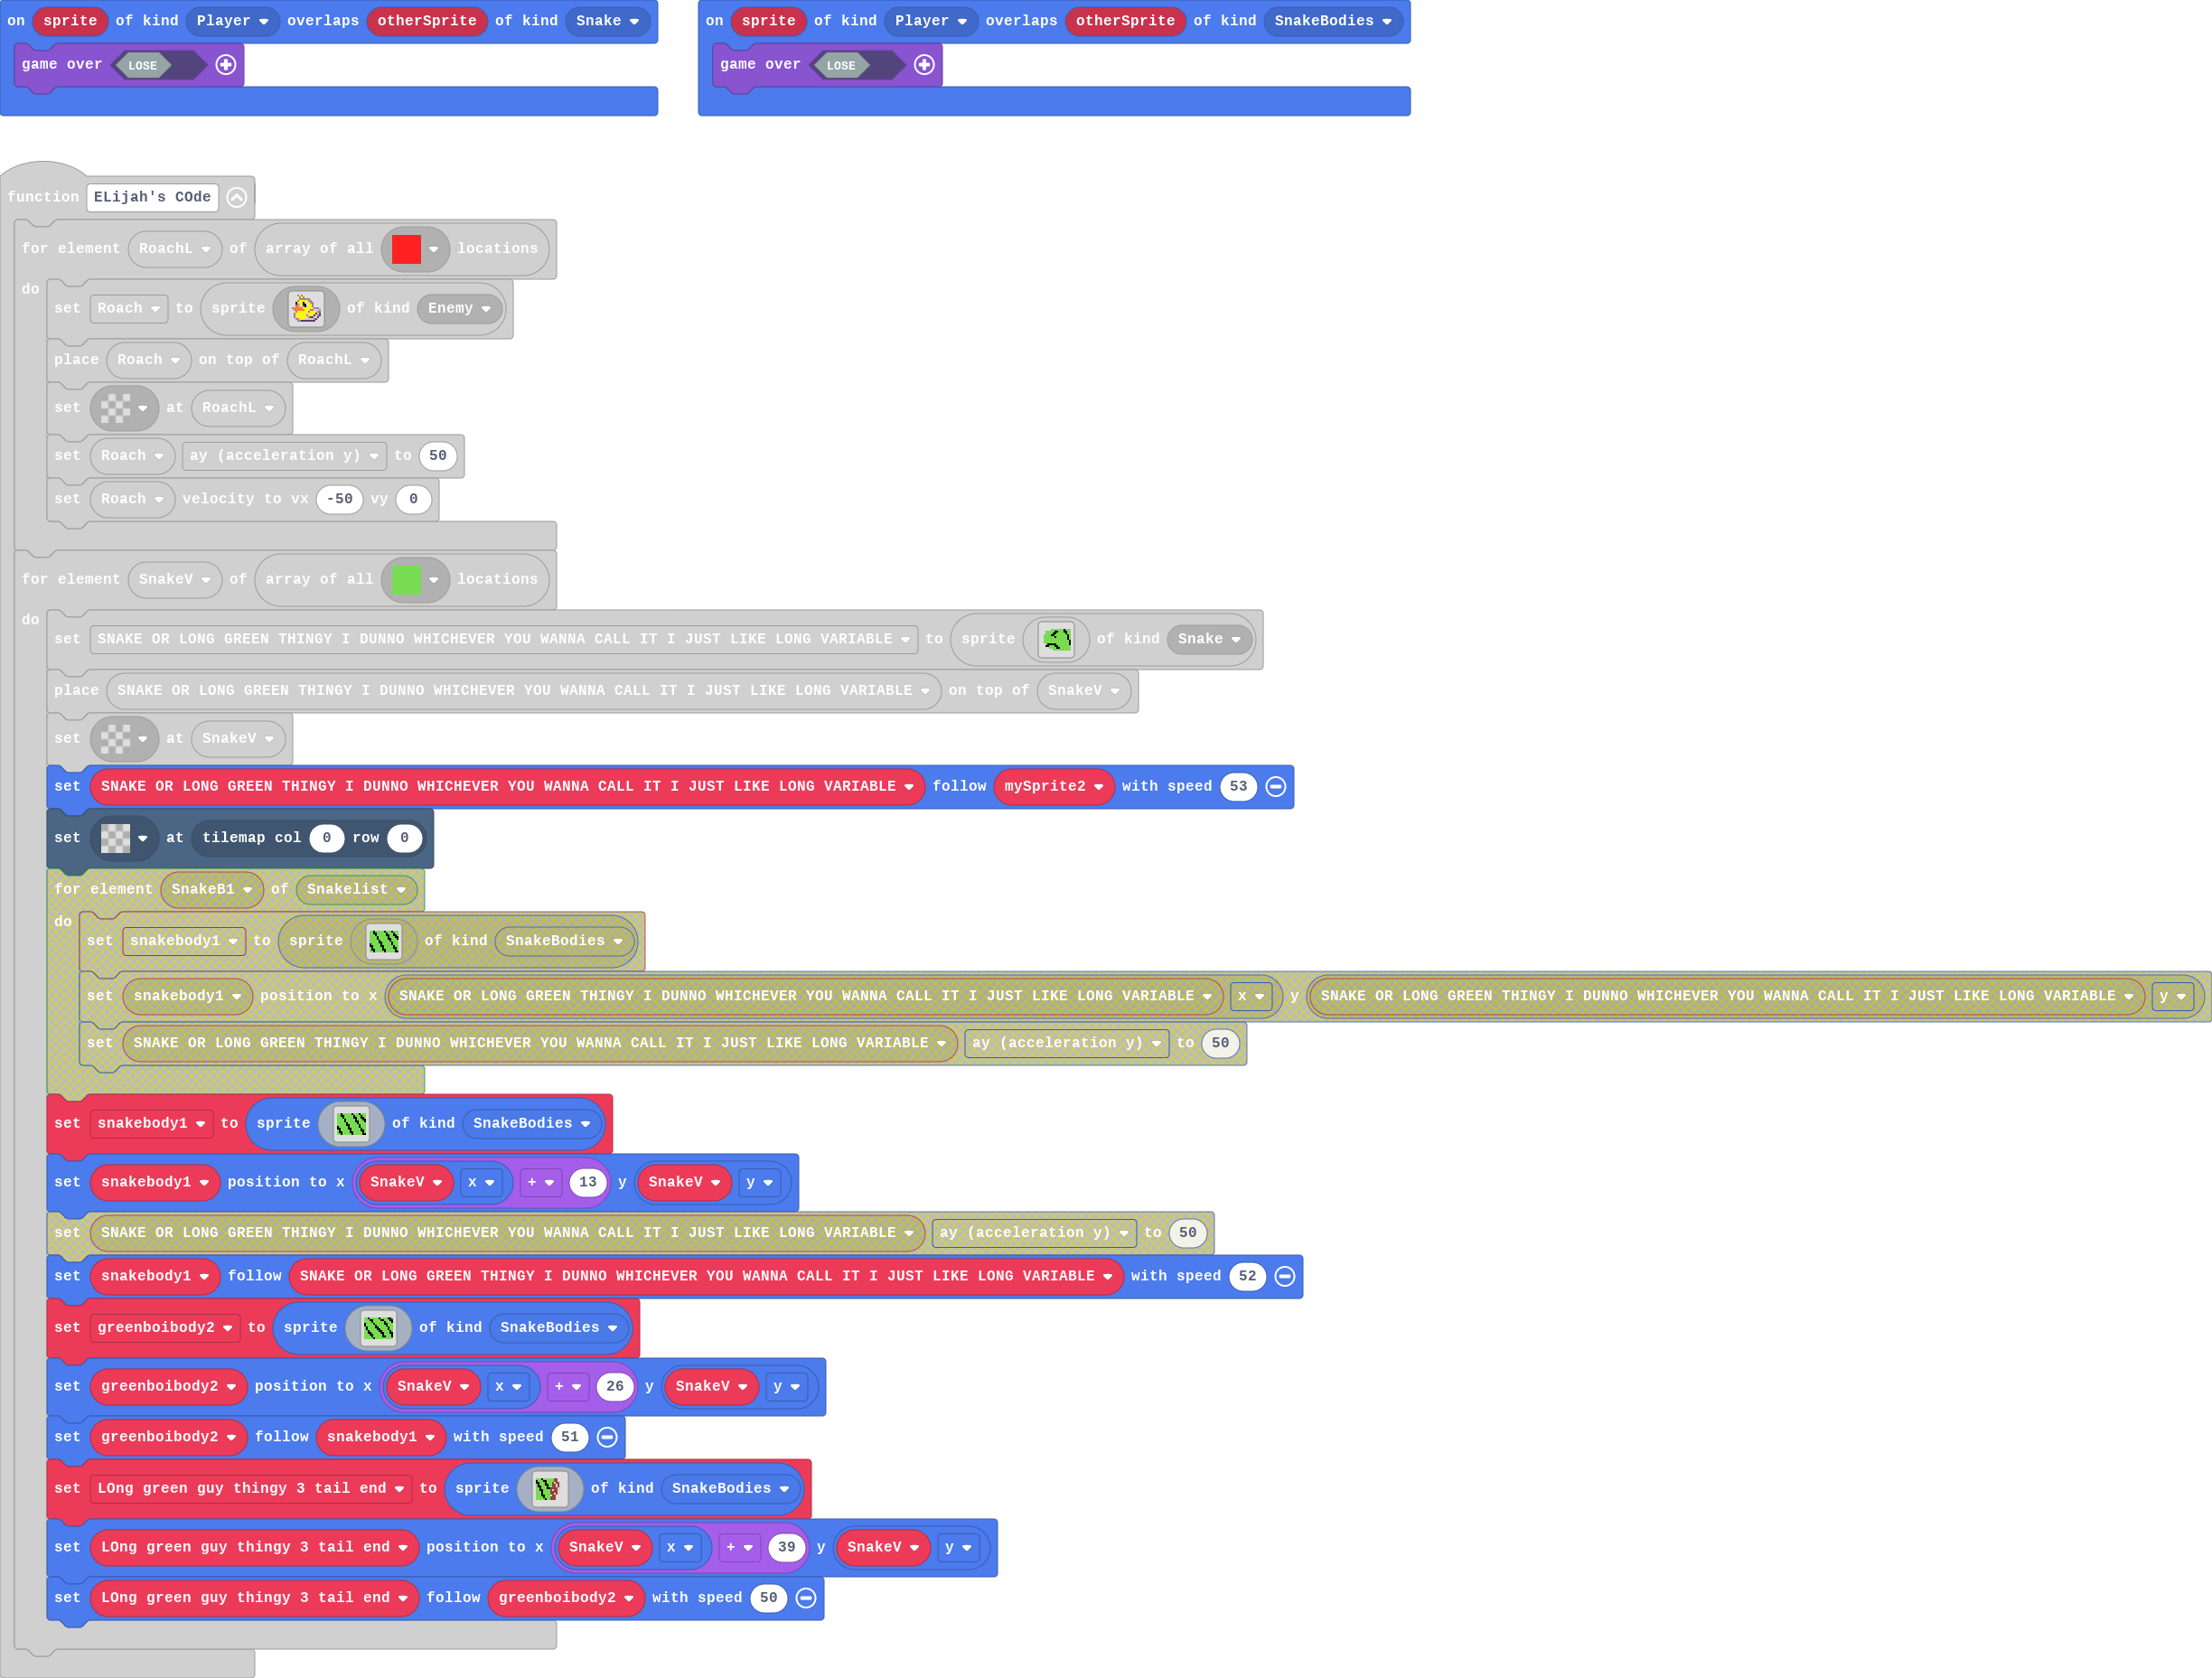 on sprite of kind Player overlaps otherSprite of kind Snake
game over LOSE
on sprite of kind Player overlaps otherSprite of kind SnakeBodies
game over LOSE
function ELijah's COde
for element RoachL of array of all locations
do
set Roach to sprite of kind Enemy
place Roach on top of RoachL
set at RoachL
set Roach ay (acceleration y) to 50
set Roach velocity to vx -50 vy 0
for element SnakeV of array of all locations
do
set SNAKE OR LONG GREEN THINGY I DUNNO WHICHEVER YOU WANNA CALL IT I JUST LIKE LONG VARIABLE to sprite of kind Snake
place SNAKE OR LONG GREEN THINGY I DUNNO WHICHEVER YOU WANNA CALL IT I JUST LIKE LONG VARIABLE on top of SnakeV
set at SnakeV
set SNAKE OR LONG GREEN THINGY I DUNNO WHICHEVER YOU WANNA CALL IT I JUST LIKE LONG VARIABLE follow mySprite2 with speed 53
set at tilemap col 0 row 0
for element SnakeB1 of Snakelist
do
set snakebody1 to sprite of kind SnakeBodies
set snakebody1 position to x SNAKE OR LONG GREEN THINGY I DUNNO WHICHEVER YOU WANNA CALL IT I JUST LIKE LONG VARIABLE x y SNAKE OR LONG GREEN THINGY I DUNNO WHICHEVER YOU WANNA CALL IT I JUST LIKE LONG VARIABLE y
set SNAKE OR LONG GREEN THINGY I DUNNO WHICHEVER YOU WANNA CALL IT I JUST LIKE LONG VARIABLE ay (acceleration y) to 50
set snakebody1 to sprite of kind SnakeBodies
set snakebody1 position to x SnakeV x + 13 y SnakeV y
set SNAKE OR LONG GREEN THINGY I DUNNO WHICHEVER YOU WANNA CALL IT I JUST LIKE LONG VARIABLE ay (acceleration y) to 50
set snakebody1 follow SNAKE OR LONG GREEN THINGY I DUNNO WHICHEVER YOU WANNA CALL IT I JUST LIKE LONG VARIABLE with speed 52
set greenboibody2 to sprite of kind SnakeBodies
set greenboibody2 position to x SnakeV x + 26 y SnakeV y
set greenboibody2 follow snakebody1 with speed 51
set LOng green guy thingy 3 tail end to sprite of kind SnakeBodies
set LOng green guy thingy 3 tail end position to x SnakeV x + 39 y SnakeV y
set LOng green guy thingy 3 tail end follow greenboibody2 with speed 50